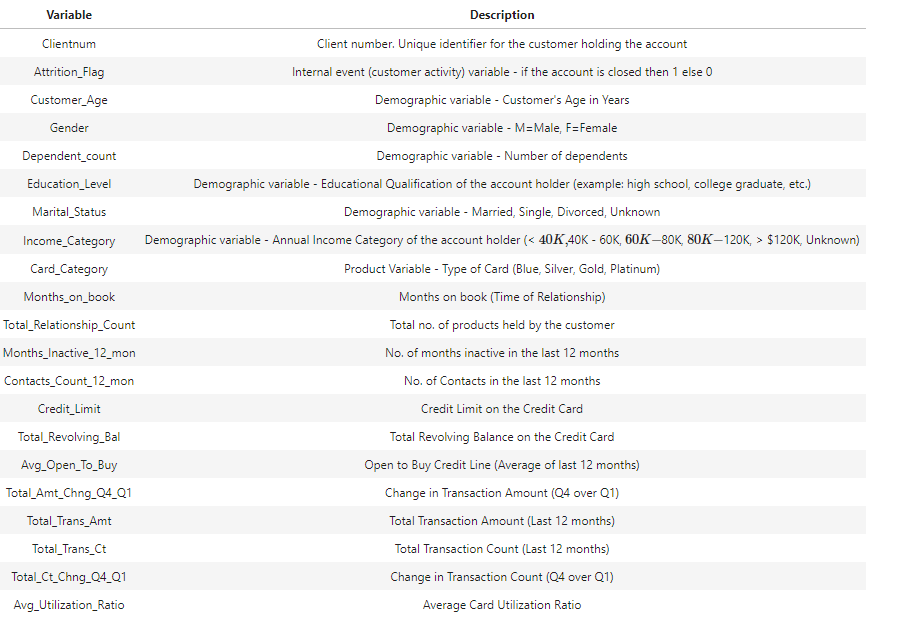 Variable Description
Clientnum Client number. Unique identifier for the customer holding the account
Attrition_Flag Internal event (customer activity) variable - if the account is closed then 1 else 0
Customer_Age Demographic variable - Customer's Age in Years
Gender Demographic variable - M=Male, F=Female
Dependent_count Demographic variable - Number of dependents
Education_Level Demographic variable - Educational Qualification of the account holder (example: high school, college graduate, etc.)
Marital_Status Demographic variable - Married, Single, Divorced, Unknown
Income_Category Demographic variable - Annual Income Category of the account holder (< 40K,40K - 60K, 60K−80K, 80K−120K, > $120K, Unknown)
Card_Category Product Variable - Type of Card (Blue, Silver, Gold, Platinum)
Months_on_book Months on book (Time of Relationship)
Total_Relationship_Count Total no. of products held by the customer
Months_Inactive_12_mon No. of months inactive in the last 12 months
Contacts_Count_12_mon No. of Contacts in the last 12 months
Credit_Limit Credit Limit on the Credit Card
Total_Revolving_Bal Total Revolving Balance on the Credit Card
Avg_Open_To_Buy Open to Buy Credit Line (Average of last 12 months)
Total_Amt_Chng_Q4_Q1 Change in Transaction Amount (Q4 over Q1)
Total_Trans_Amt Total Transaction Amount (Last 12 months)
Total_Trans_Ct Total Transaction Count (Last 12 months)
Total_Ct_Chng_Q4_Q1 Change in Transaction Count (Q4 over Q1)
Avg_Utilization_Ratio Average Card Utilization Ratio